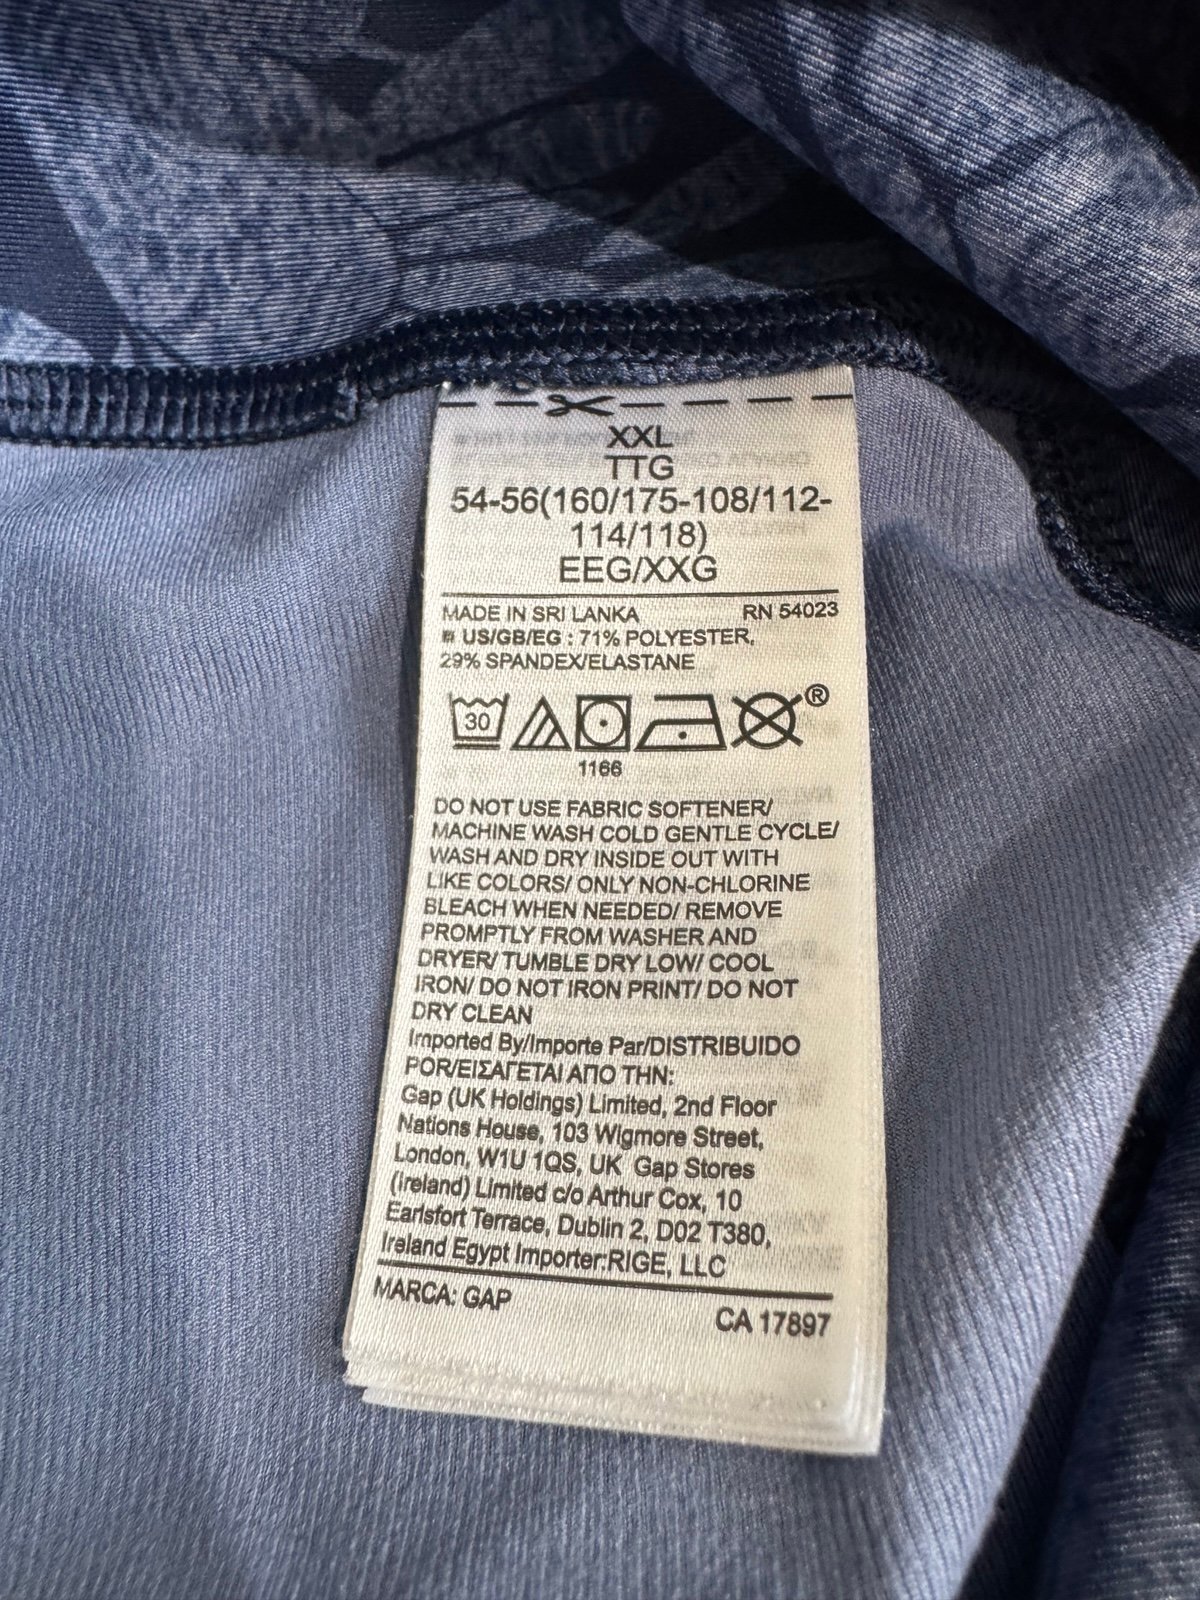 XXL
TTG
54-56(160/175-108/112-
114/118)
EEG/XXG
MADE IN SRI LANKA RN 54023
US/GB/EG : 71% POLYESTER,
29% SPANDEX/ELASTANE
30 ®
1166
DO NOT USE FABRIC SOFTENER/
MACHINE WASH COLD GENTLE CYCLE/
WASH AND DRY INSIDE OUT WITH
LIKE COLORS/ ONLY NON-CHLORINE
BLEACH WHEN NEEDED/ REMOVE
PROMPTLY FROM WASHER AND
DRYER/ TUMBLE DRY LOW/ COOL
IRON/ DO NOT IRON PRINT/ DO NOT
DRY CLEAN
Imported By/Importe Par/DISTRIBUIDO
POR/ΕΙΣΑΓΕΤΑΙ ΑΠΟ ΤΗΝ:
Gap (UK Holdings) Limited, 2nd Floor
Nations House, 103 Wigmore Street,
London, W1U 1QS, UK Gap Stores
(Ireland) Limited c/o Arthur Cox, 10
Earlsfort Terrace, Dublin 2, D02 T380,
Ireland Egypt Importer:RIGE, LLC
MARCA: GAP
CA 17897